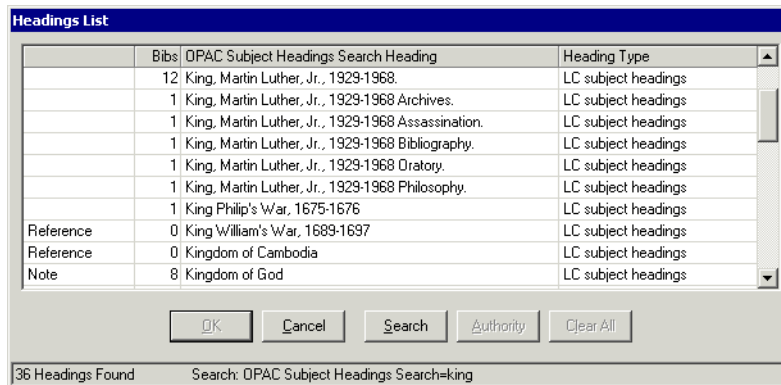 Headings List
Bibs OPAC Subject Headings Search Heading Heading Type
12 King, Martin Luther, Jr., 1929-1968. LC subject headings
1 King, Martin Luther, Jr., 1929-1968 Archives. LC subject headings
1 King, Martin Luther, Jr., 1929-1968 Assassination. LC subject headings
1 King, Martin Luther, Jr., 1929-1968 Bibliography. LC subject headings
1 King, Martin Luther, Jr., 1929-1968 Oratory. LC subject headings
1 King, Martin Luther, Jr., 1929-1968 Philosophy. LC subject headings
1 King Philip's War, 1675-1676 LC subject headings
Reference 0 King William's War, 1689-1697 LC subject headings
Reference 0 Kingdom of Cambodia LC subject headings
Note 8 Kingdom of God LC subject headings
OK Cancel Search Authority Clear All
36 Headings Found Search: OPAC Subject Headings Search=king